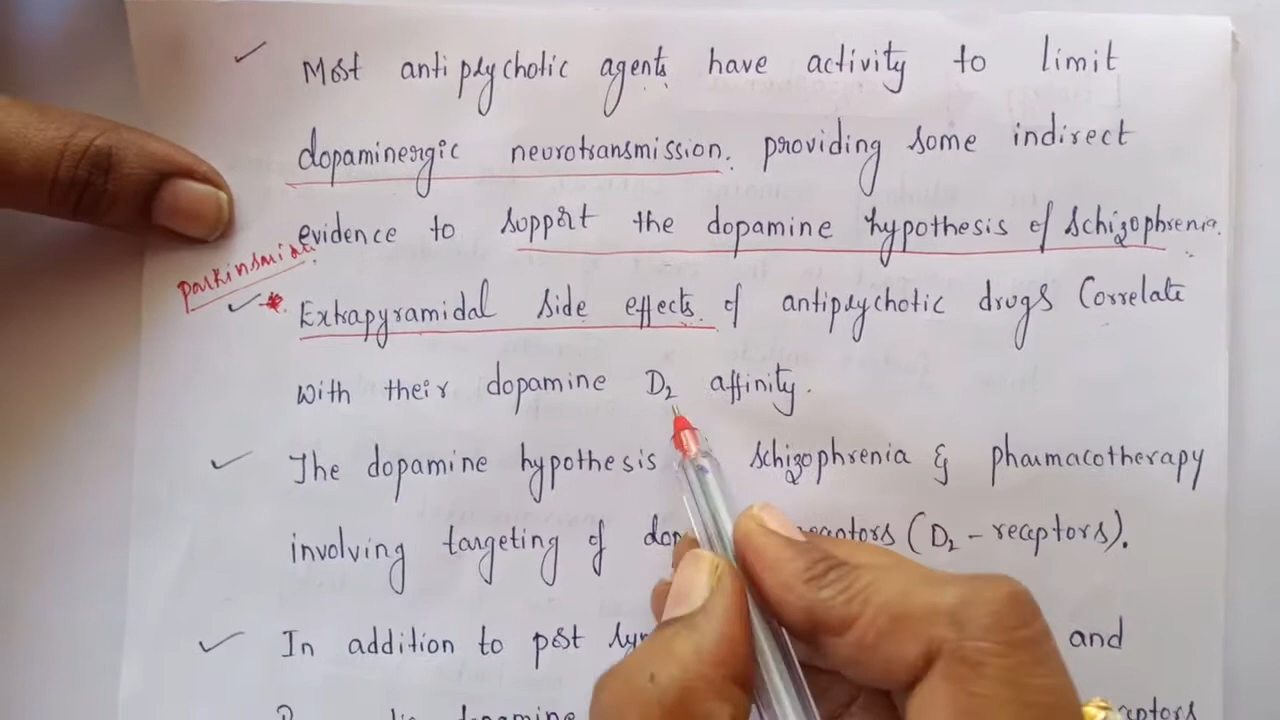 Most antipsychotic agents have activity to limit
dopaminergic neurotransmission. providing some indirect
evidence to support the dopamine hypothesis of schizophrenia.
Extrapyramidal side effects of antipsychotic drugs Correlate
with their dopamine D2 affinity.
The dopamine hypothesis schizophrenia & pharmacotherapy
involving targeting of (D2 - receptors).
In addition to post and
dopamine